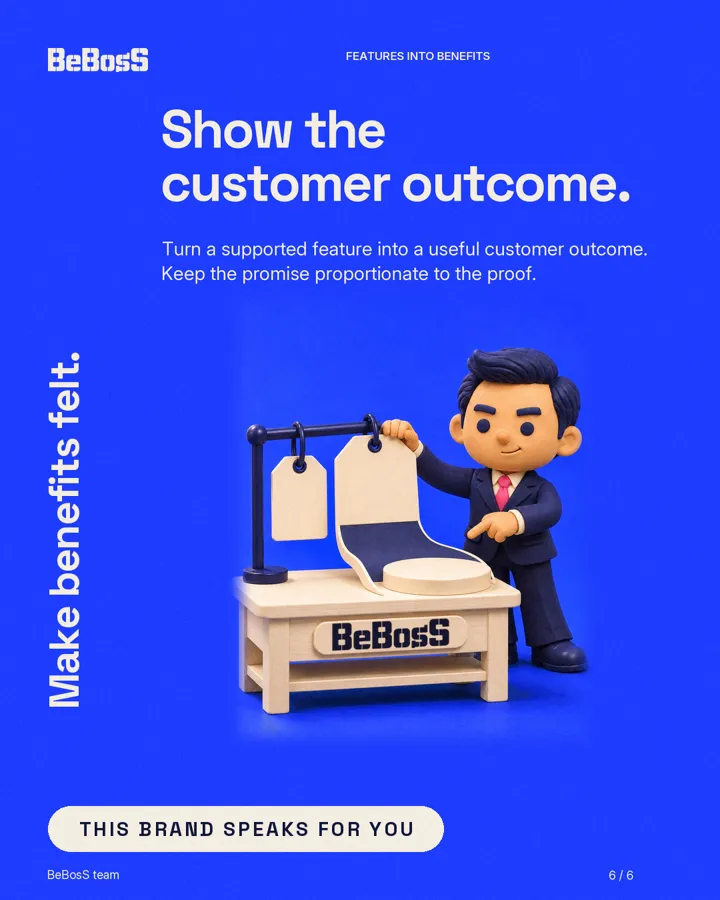 BeBosS
FEATURES INTO BENEFITS
Show the
customer outcome.
Turn a supported feature into a useful customer outcome.
Keep the promise proportionate to the proof.
Make benefits felt.
BeBosS
THIS BRAND SPEAKS FOR YOU
BeBosS team
6 / 6